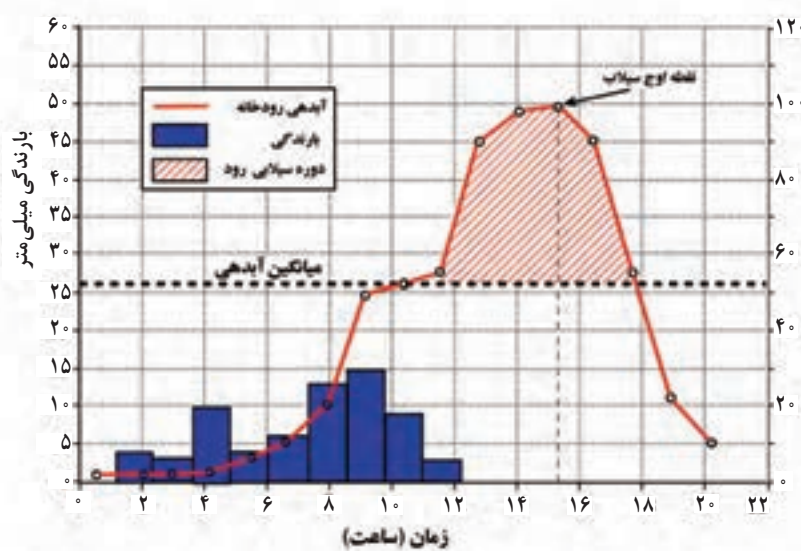 ۶۰
۵۵
۵۰
۴۵
۴۰
۳۵
۳۰
۲۵
۲۰
۱۵
۱۰
۵
۰
بارندگی میلی‌متر
آبدهی رودخانه
بارندگی
دوره سیلابی رود
نقطه اوج سیلاب
میانگین آبدهی
۱۲۰
۱۰۰
۸۰
۶۰
۴۰
۲۰
۰
۰ ۲ ۴ ۶ ۸ ۱۰ ۱۲ ۱۴ ۱۶ ۱۸ ۲۰ ۲۲
زمان (ساعت)